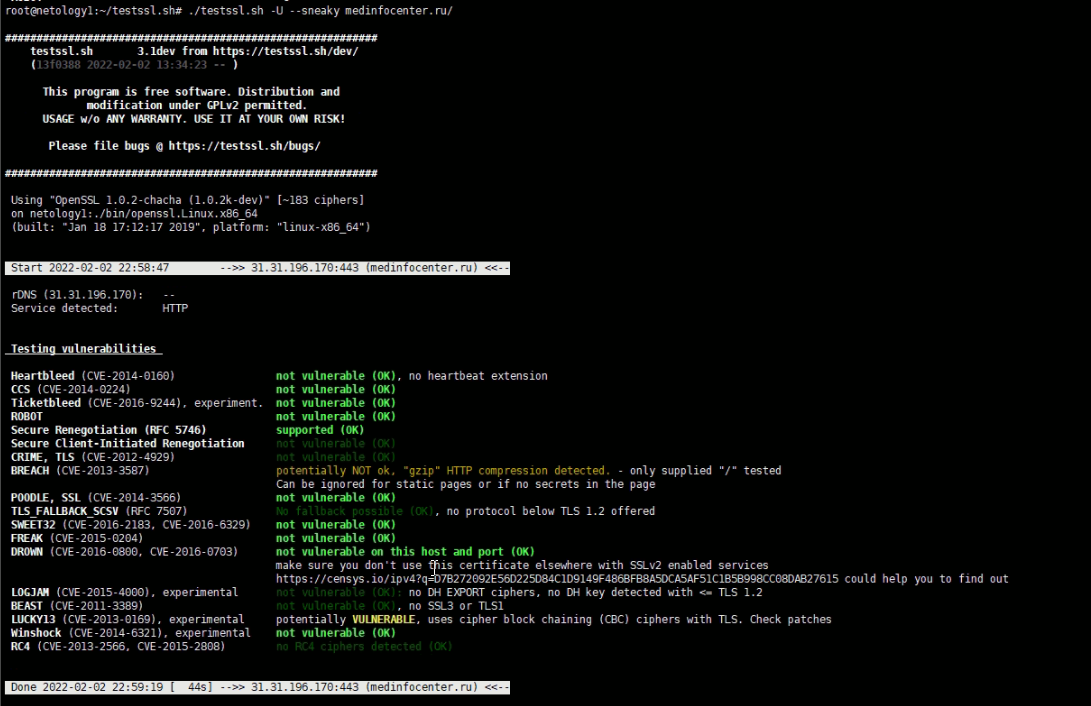 root@netology1:~/testssl.sh# ./testssl.sh -U --sneaky medinfocenter.ru/
###########################################################
testssl.sh 3.1dev from https://testssl.sh/dev/
(13f0388 2022-02-02 13:34:23 -- )
This program is free software. Distribution and
modification under GPLv2 permitted.
USAGE w/o ANY WARRANTY. USE IT AT YOUR OWN RISK!
Please file bugs @ https://testssl.sh/bugs/
###########################################################
Using "OpenSSL 1.0.2-chacha (1.0.2k-dev)" [~183 ciphers]
on netology1:./bin/openssl.Linux.x86_64
(built: "Jan 18 17:12:17 2019", platform: "linux-x86_64")
Start 2022-02-02 22:58:47 -->> 31.31.196.170:443 (medinfocenter.ru) <<--
rDNS (31.31.196.170): --
Service detected: HTTP
Testing vulnerabilities
Heartbleed (CVE-2014-0160) not vulnerable (OK), no heartbeat extension
CCS (CVE-2014-0224) not vulnerable (OK)
Ticketbleed (CVE-2016-9244), experiment. not vulnerable (OK)
ROBOT not vulnerable (OK)
Secure Renegotiation (RFC 5746) supported (OK)
Secure Client-Initiated Renegotiation not vulnerable (OK)
CRIME, TLS (CVE-2012-4929) not vulnerable (OK)
BREACH (CVE-2013-3587) potentially NOT ok, "gzip" HTTP compression detected. - only supplied "/" tested
Can be ignored for static pages or if no secrets in the page
POODLE, SSL (CVE-2014-3566) not vulnerable (OK)
TLS_FALLBACK_SCSV (RFC 7507) No fallback possible (OK), no protocol below TLS 1.2 offered
SWEET32 (CVE-2016-2183, CVE-2016-6329) not vulnerable (OK)
FREAK (CVE-2015-0204) not vulnerable (OK)
DROWN (CVE-2016-0800, CVE-2016-0703) not vulnerable on this host and port (OK)
make sure you don't use this certificate elsewhere with SSLv2 enabled services
https://censys.io/ipv4?q=D7B272092E56D225D84C1D9149F486BFB8A5DCA5AF51C1B5B998CC08DAB27615 could help you to find out
LOGJAM (CVE-2015-4000), experimental not vulnerable (OK): no DH EXPORT ciphers, no DH key detected with <= TLS 1.2
BEAST (CVE-2011-3389) not vulnerable (OK), no SSL3 or TLS1
LUCKY13 (CVE-2013-0169), experimental potentially VULNERABLE, uses cipher block chaining (CBC) ciphers with TLS. Check patches
Winshock (CVE-2014-6321), experimental not vulnerable (OK)
RC4 (CVE-2013-2566, CVE-2015-2808) no RC4 ciphers detected (OK)
Done 2022-02-02 22:59:19 [ 44s] -->> 31.31.196.170:443 (medinfocenter.ru) <<--